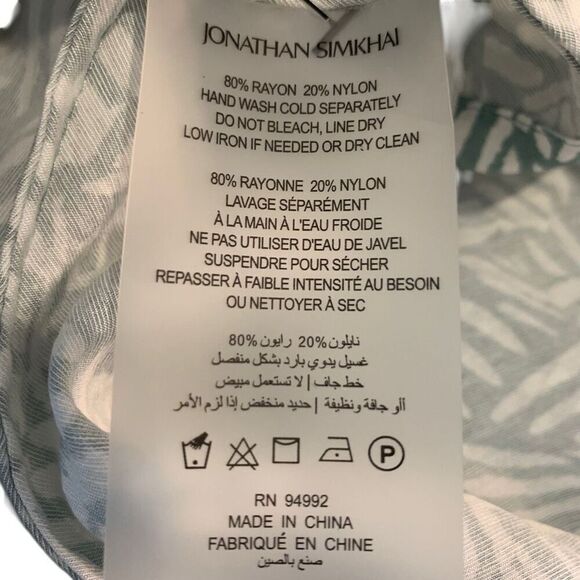 JONATHAN SIMKHAI
80% RAYON 20% NYLON
HAND WASH COLD SEPARATELY
DO NOT BLEACH, LINE DRY
LOW IRON IF NEEDED OR DRY CLEAN
80% RAYONNE 20% NYLON
LAVAGE SÉPARÉMENT
À LA MAIN À L'EAU FROIDE
NE PAS UTILISER D'EAU DE JAVEL
SUSPENDRE POUR SÉCHER
REPASSER À FAIBLE INTENSITÉ AU BESOIN
OU NETTOYER À SEC
80% رايون 20% نايلون
غسيل يدوي بارد بشكل منفصل
خط جاف | لا تستعمل مبيض
أالو جافة ونظيفة | حديد منخفض إذا لزم الأمر
P
RN 94992
MADE IN CHINA
FABRIQUÉ EN CHINE
صنع بالصين